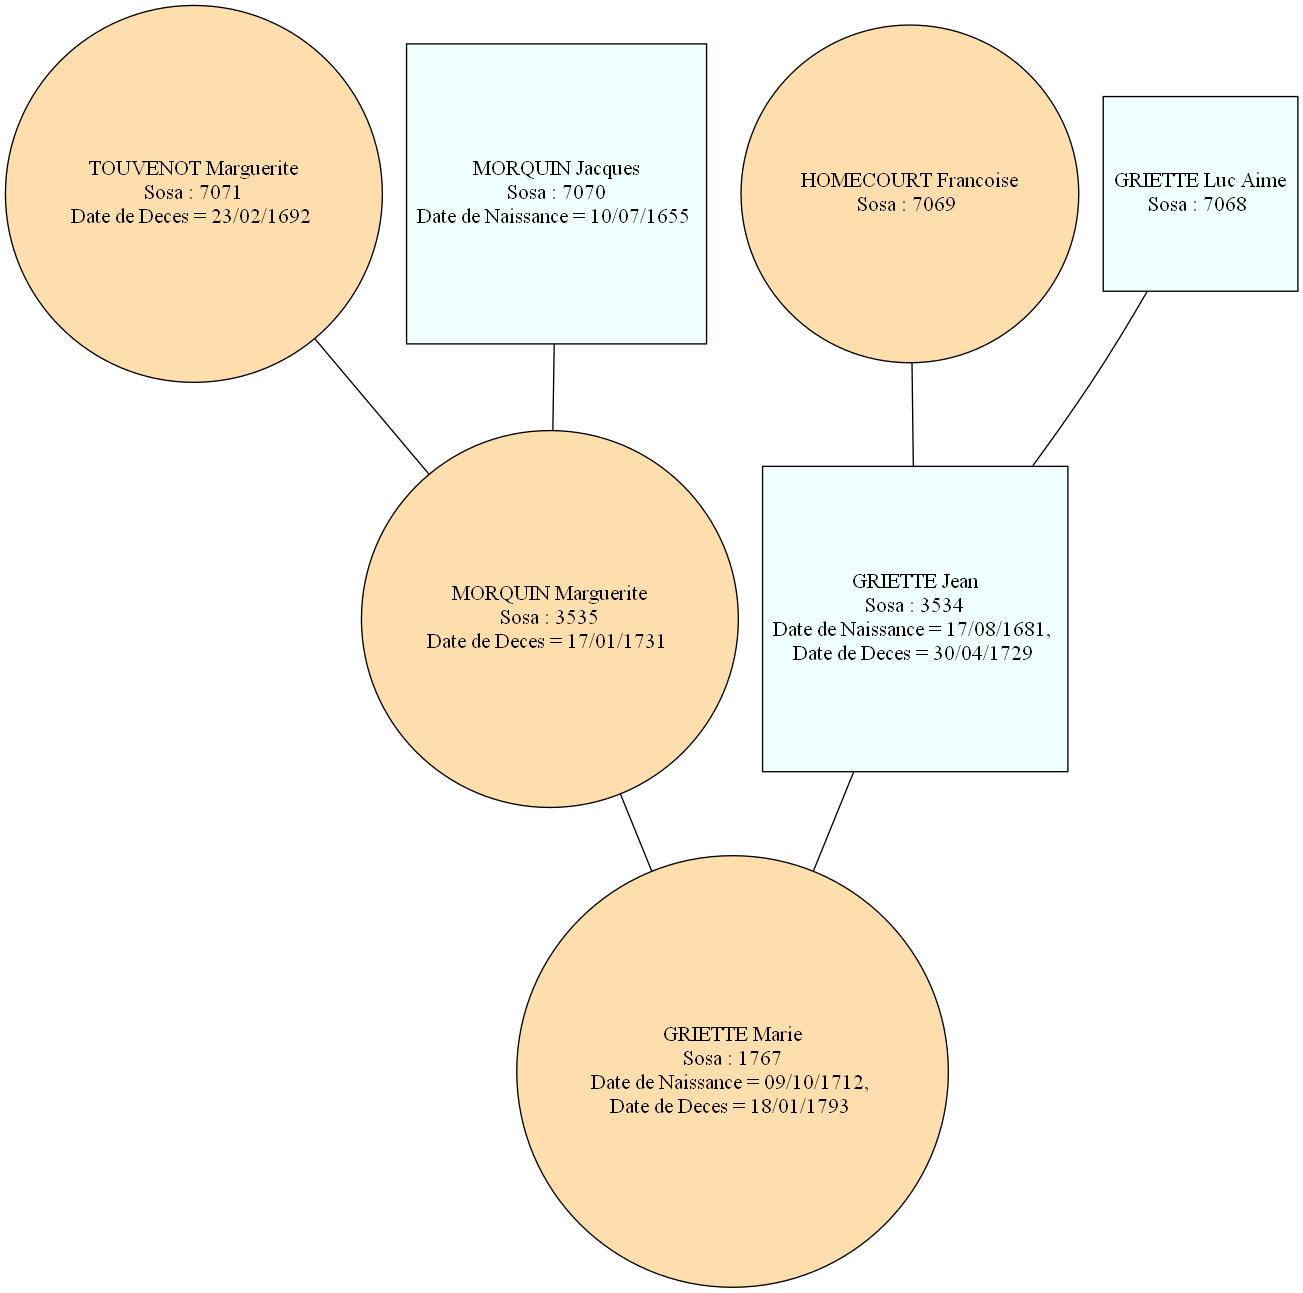 TOUVENOT Marguerite
Sosa : 7071
Date de Deces = 23/02/1692
MORQUIN Jacques
Sosa : 7070
Date de Naissance = 10/07/1655
HOMECOURT Francoise
Sosa : 7069
GRIETTE Luc Aime
Sosa : 7068
MORQUIN Marguerite
Sosa : 3535
Date de Deces = 17/01/1731
GRIETTE Jean
Sosa : 3534
Date de Naissance = 17/08/1681,
Date de Deces = 30/04/1729
GRIETTE Marie
Sosa : 1767
Date de Naissance = 09/10/1712,
Date de Deces = 18/01/1793